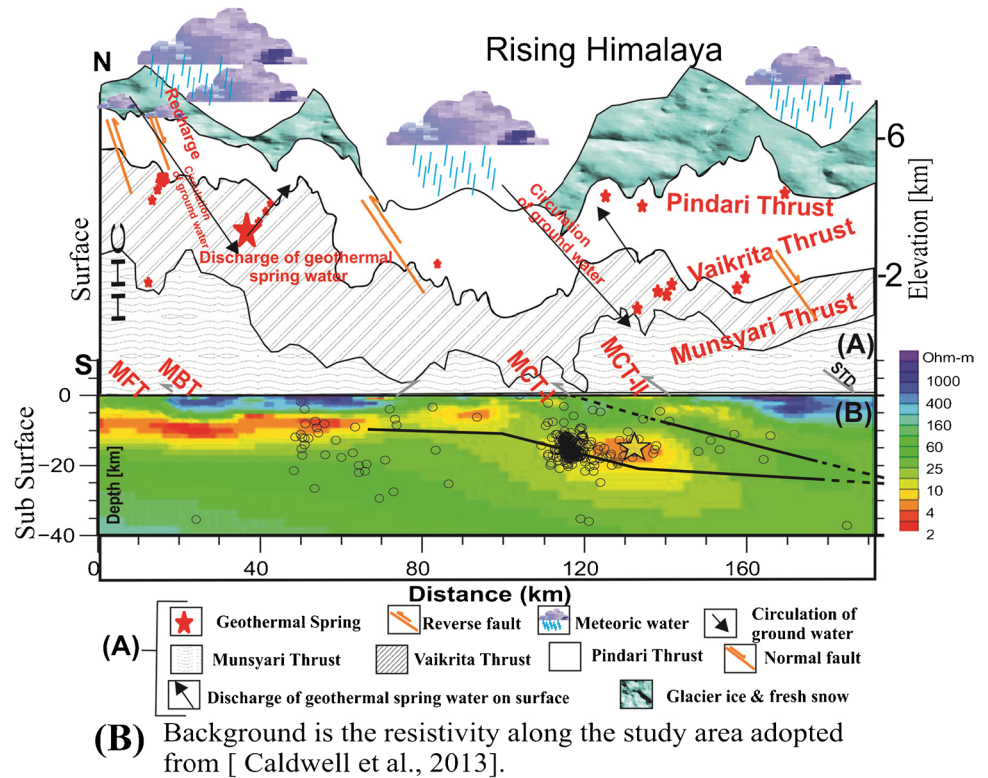 Rising Himalaya
N
Recharge
Circulation
of ground water
Discharge of geothermal
spring water
Circulation
of ground
water
Pindari Thrust
Vaikrita Thrust
Munsyari Thrust
6
2
Elevation [km]
Surface
HHC
S
(A)
MFT
MBT
MCT-I
MCT-II
STD
(B)
Sub Surface
Depth [km]
0
-20
-40
0
40
80
120
160
Distance (km)
Ohm-m
1000
400
160
60
25
10
4
2
(A)
Geothermal Spring
Reverse fault
Meteoric water
Circulation of
ground water
Munsyari Thrust
Vaikrita Thrust
Pindari Thrust
Normal fault
Discharge of geothermal spring water on surface
Glacier ice & fresh snow
(B) Background is the resistivity along the study area adopted
from [ Caldwell et al., 2013].